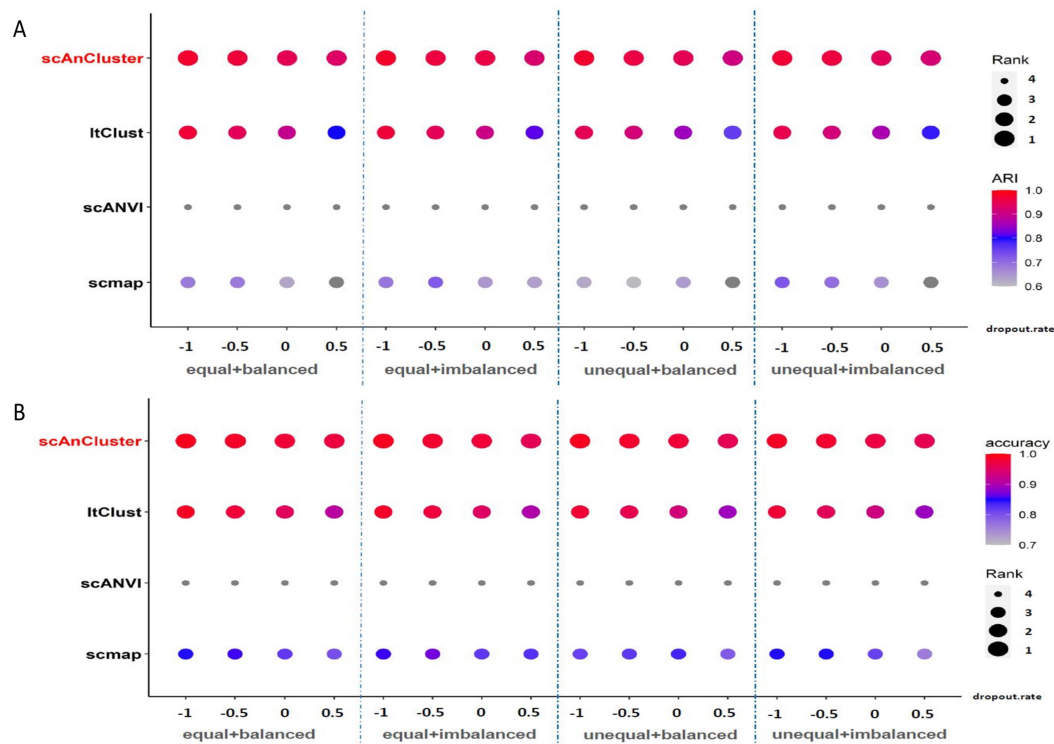 A
scAnCluster
ltClust
scANVI
scmap
Rank
4
3
2
1
ARI
1.0
0.9
0.8
0.7
0.6
dropout.rate
-1 -0.5 0 0.5 -1 -0.5 0 0.5 -1 -0.5 0 0.5 -1 -0.5 0 0.5
equal+balanced equal+imbalanced unequal+balanced unequal+imbalanced
B
scAnCluster
ltClust
scANVI
scmap
accuracy
1.0
0.9
0.8
0.7
Rank
4
3
2
1
dropout.rate
-1 -0.5 0 0.5 -1 -0.5 0 0.5 -1 -0.5 0 0.5 -1 -0.5 0 0.5
equal+balanced equal+imbalanced unequal+balanced unequal+imbalanced